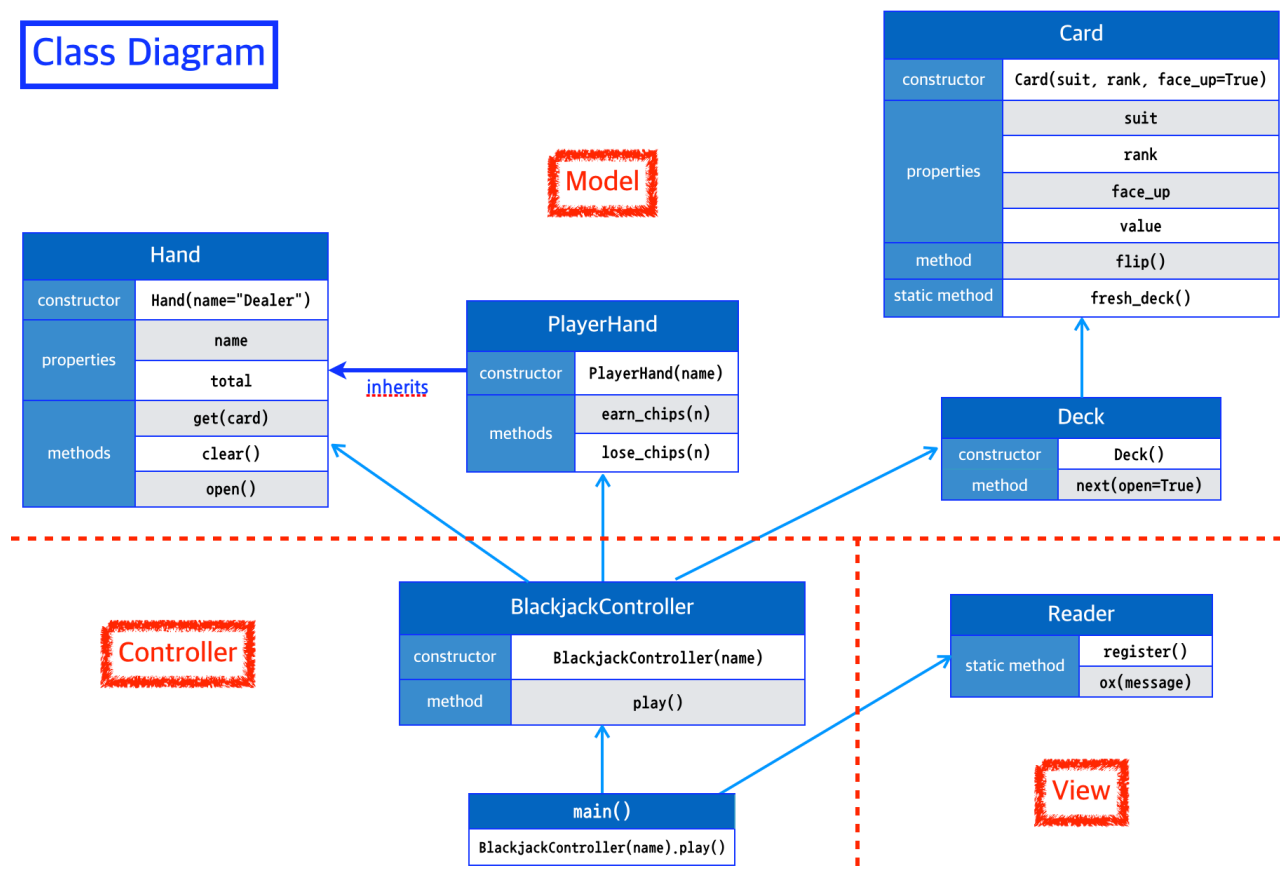 Class Diagram
Model
Card
constructor
Card(suit, rank, face_up=True)
properties
suit
rank
face_up
value
method
flip()
static method
fresh_deck()
Hand
constructor
Hand(name="Dealer")
properties
name
total
methods
get(card)
clear()
open()
inherits
PlayerHand
constructor
PlayerHand(name)
methods
earn_chips(n)
lose_chips(n)
Deck
constructor
Deck()
method
next(open=True)
Controller
BlackjackController
constructor
BlackjackController(name)
method
play()
main()
BlackjackController(name).play()
Reader
static method
register()
ox(message)
View